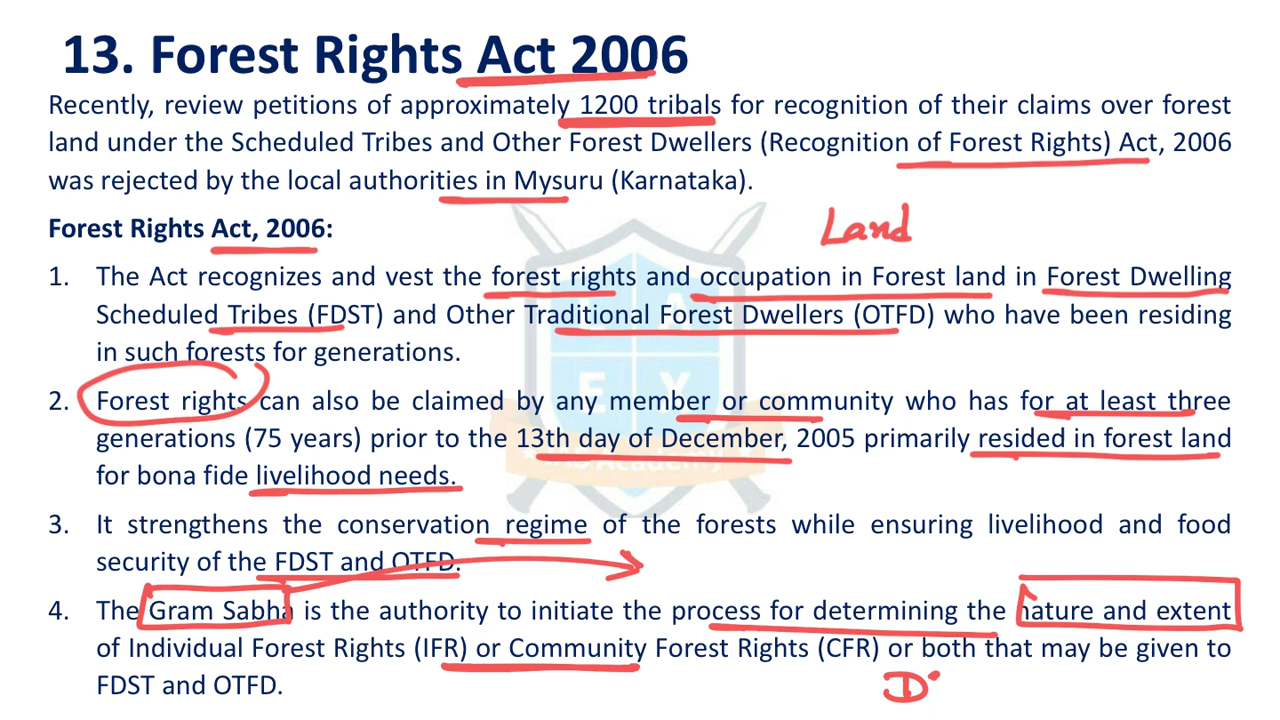 13. Forest Rights Act 2006
Recently, review petitions of approximately 1200 tribals for recognition of their claims over forest
land under the Scheduled Tribes and Other Forest Dwellers (Recognition of Forest Rights) Act, 2006
was rejected by the local authorities in Mysuru (Karnataka).
Land
Forest Rights Act, 2006:
1. The Act recognizes and vest the forest rights and occupation in Forest land in Forest Dwelling
Scheduled Tribes (FDST) and Other Traditional Forest Dwellers (OTFD) who have been residing
in such forests for generations.
2. Forest rights can also be claimed by any member or community who has for at least three
generations (75 years) prior to the 13th day of December, 2005 primarily resided in forest land
for bona fide livelihood needs.
3. It strengthens the conservation regime of the forests while ensuring livelihood and food
security of the FDST and OTFD.
4. The Gram Sabha is the authority to initiate the process for determining the nature and extent
of Individual Forest Rights (IFR) or Community Forest Rights (CFR) or both that may be given to
FDST and OTFD.